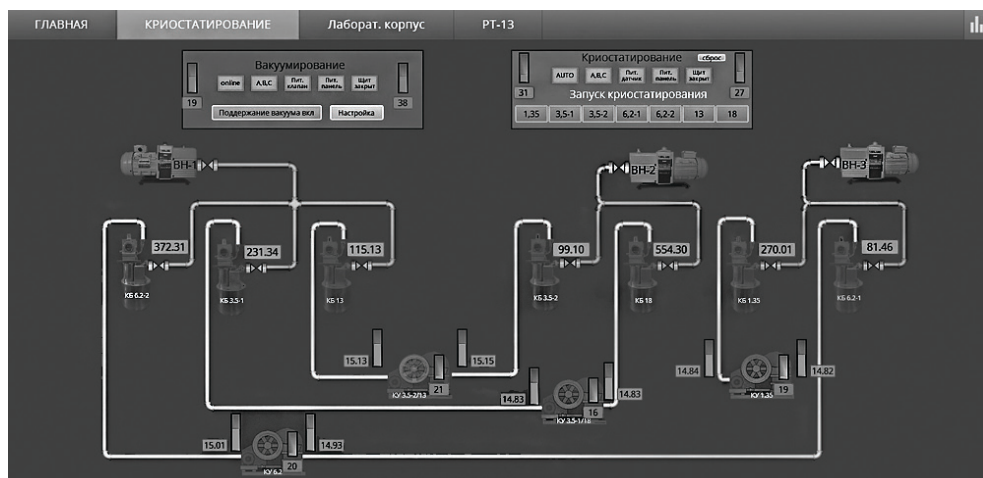 ГЛАВНАЯ КРИОСТАТИРОВАНИЕ Лаборат. корпус РТ-13
Вакуумирование
online A,B,C Пит. клапан Пит. панель Щит закрыт
19 38
Поддержание вакуума вкл Настройка
Криостатирование сброс
AUTO A,B,C Пит. датчик Пит. панель Щит закрыт
31 Запуск криостатирования 27
1,35 3,5-1 3,5-2 6,2-1 6,2-2 13 18
ВН-1 ВН-2 ВН-3
372.31 231.34 115.13 99.10 554.30 270.01 81.46
КБ 6.2-2 КБ 3.5-1 КБ 13 КБ 3.5-2 КБ 18 КБ 1.35 КБ 6.2-1
15.13 15.15
21
КУ 3.5-2/13
14.83 14.83
16
КУ 3.5-1/18
14.84 14.82
19
КУ 1.35
15.01 14.93
20
КУ 6.2